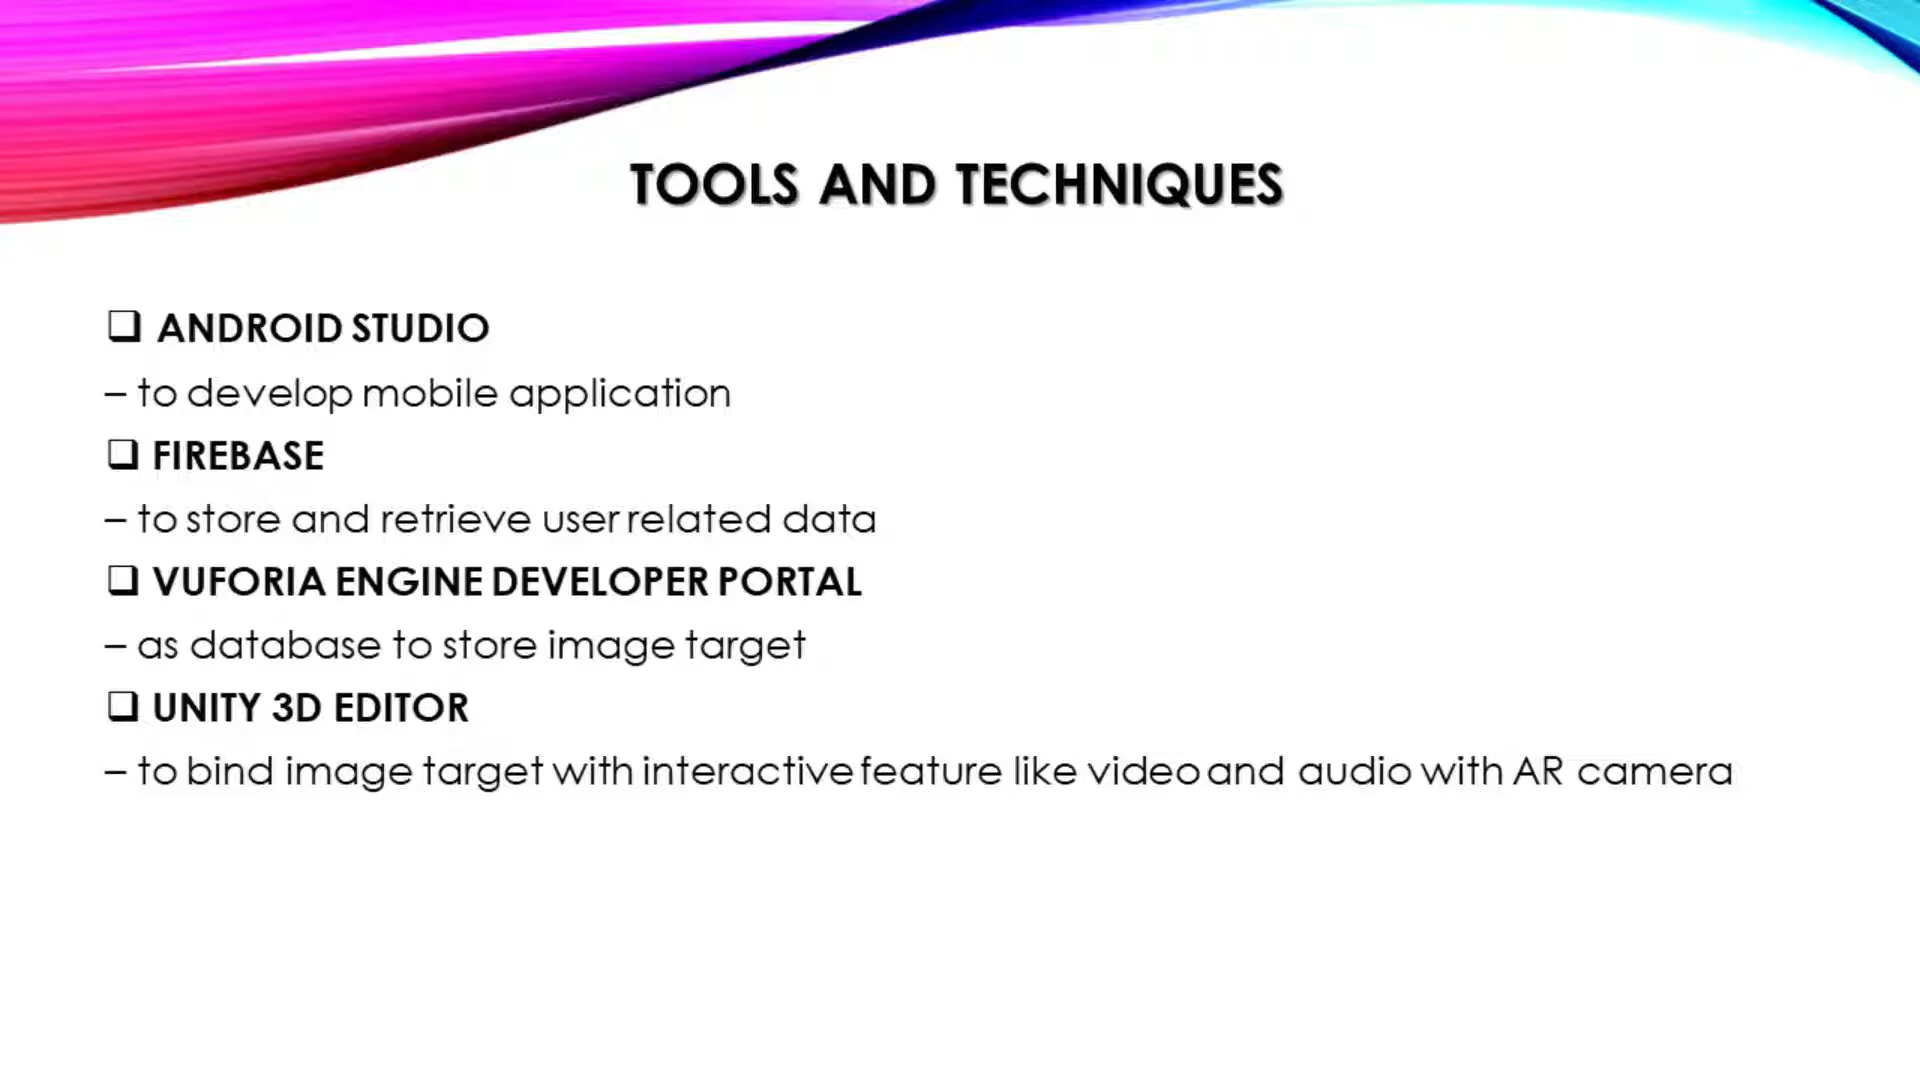 TOOLS AND TECHNIQUES
❑ ANDROID STUDIO
– to develop mobile application
❑ FIREBASE
– to store and retrieve user related data
❑ VUFORIA ENGINE DEVELOPER PORTAL
– as database to store image target
❑ UNITY 3D EDITOR
– to bind image target with interactive feature like video and audio with AR camera